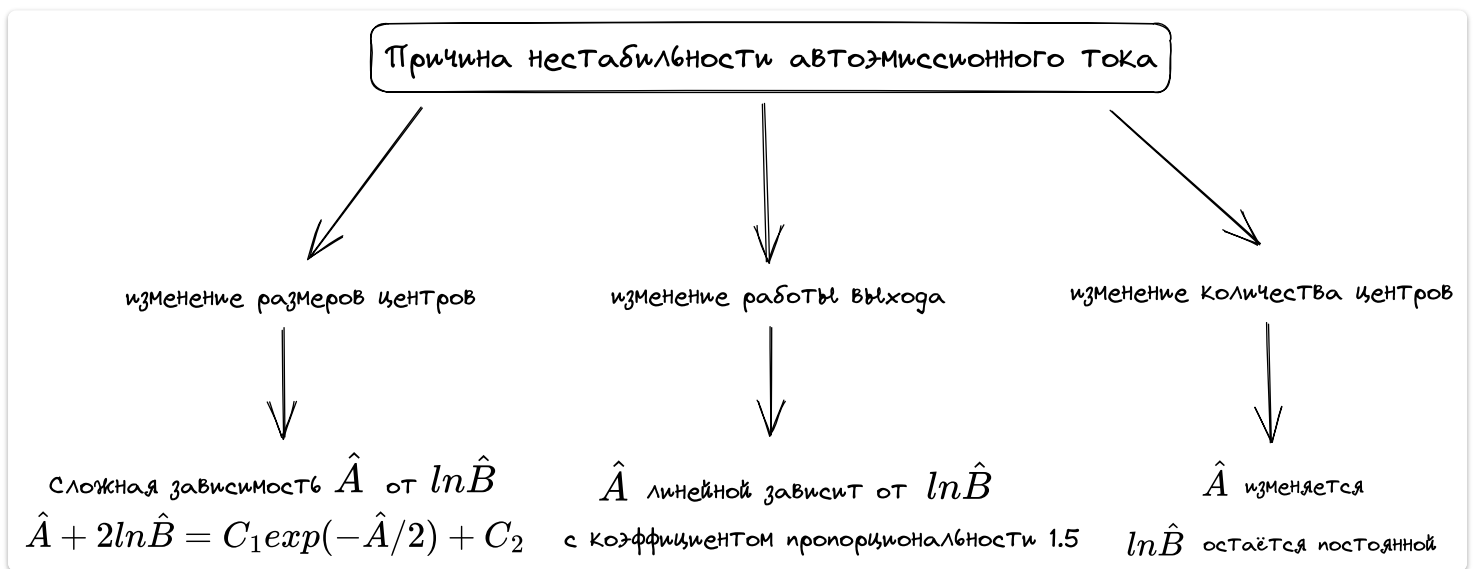 Причина нестабильности автоэмиссионного тока
изменение размеров центров
изменение работы выхода
изменение количества центров
Сложная зависимость Â от lnB̂
Â + 2lnB̂ = C₁exp(−Â/2) + C₂
Â линейной зависит от lnB̂
с коэффициентом пропорциональности 1.5
Â изменяется
lnB̂ остаётся постоянной